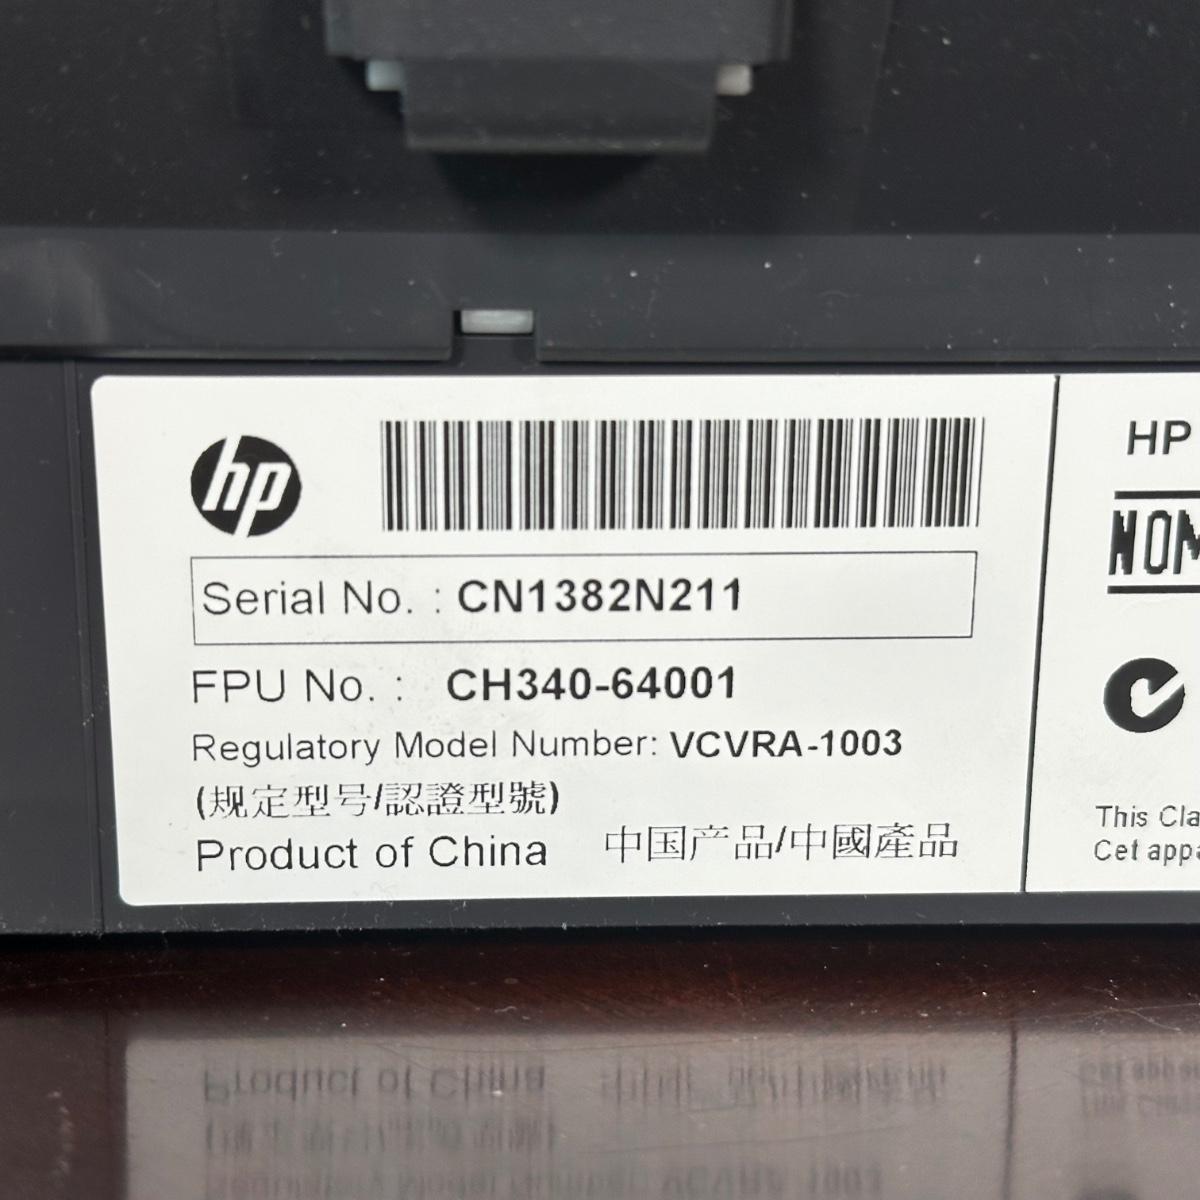 hp
Serial No. : CN1382N211
FPU No. : CH340-64001
Regulatory Model Number: VCVRA-1003
(规定型号/認證型號)
Product of China 中国产品/中國產品
HP
NOM
This Cla
Cet appa